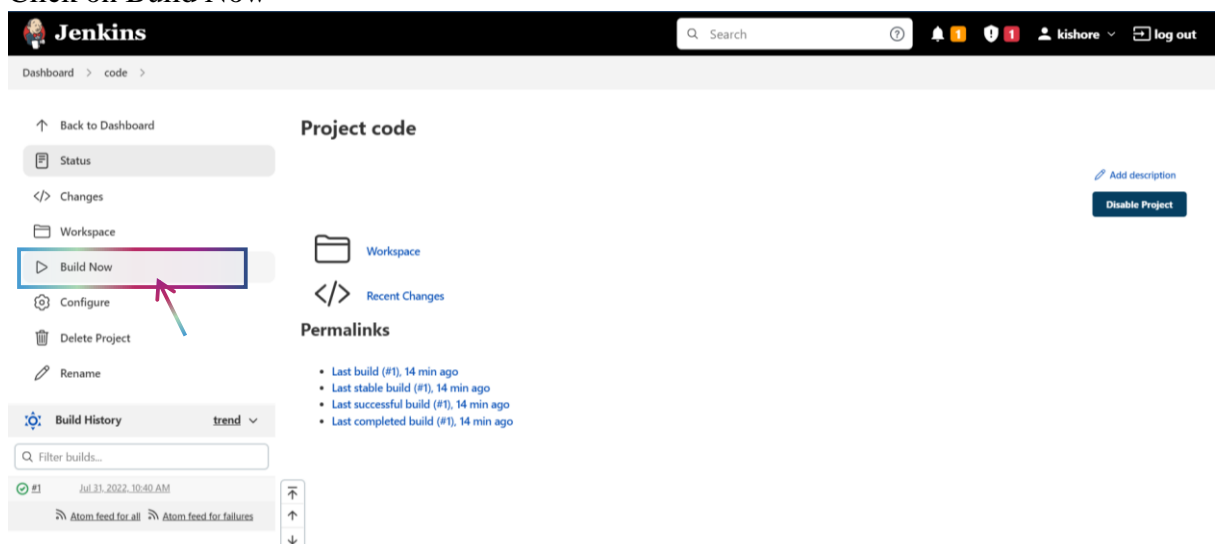 Click on Build Now
Jenkins
Search
1
1
kishore
log out
Dashboard > code >
Back to Dashboard
Status
Changes
Workspace
Build Now
Configure
Delete Project
Rename
Build History
trend
Filter builds...
#1
Jul 31, 2022, 10:40 AM
Atom feed for all Atom feed for failures
Project code
Add description
Disable Project
Workspace
Recent Changes
Permalinks
• Last build (#1), 14 min ago
• Last stable build (#1), 14 min ago
• Last successful build (#1), 14 min ago
• Last completed build (#1), 14 min ago